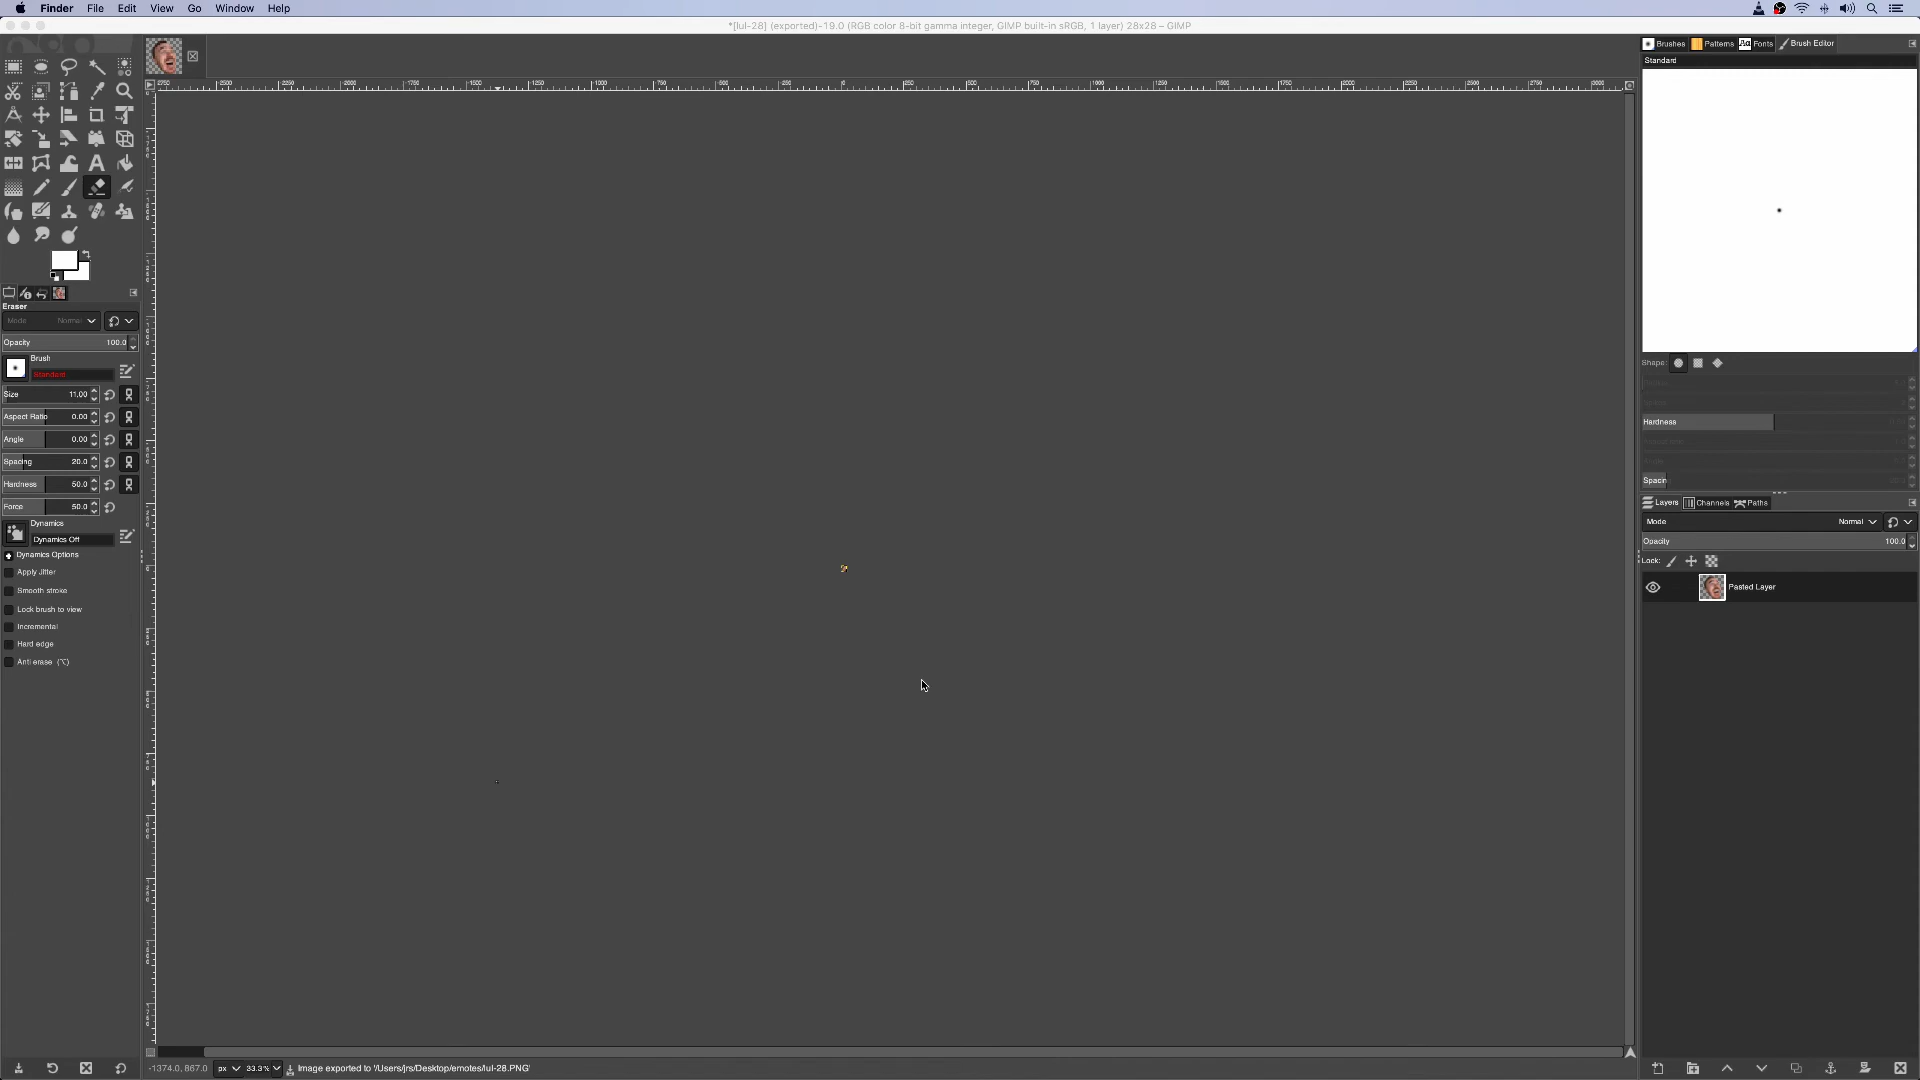 Finder File Edit View Go Window Help
*[lul-28] (exported)-19.0 (RGB color 8-bit gamma integer, GIMP built-in sRGB, 1 layer) 28x28 – GIMP
Brushes Patterns Fonts Brush Editor
Standard
Eraser
Mode Normal
Opacity 100.0
Brush
Standard
Size 11.00
Aspect Ratio 0.00
Angle 0.00
Spacing 20.0
Hardness 50.0
Force 50.0
Dynamics
Dynamics Off
Dynamics Options
Apply Jitter
Smooth stroke
Lock brush to view
Incremental
Hard edge
Anti erase (⌥)
Shape:
Hardness
Spacin
Layers Channels Paths
Mode Normal
Opacity 100.0
Lock:
Pasted Layer
-1374.0, 867.0 px 33.3% Image exported to '/Users/jrs/Desktop/emotes/lul-28.PNG'